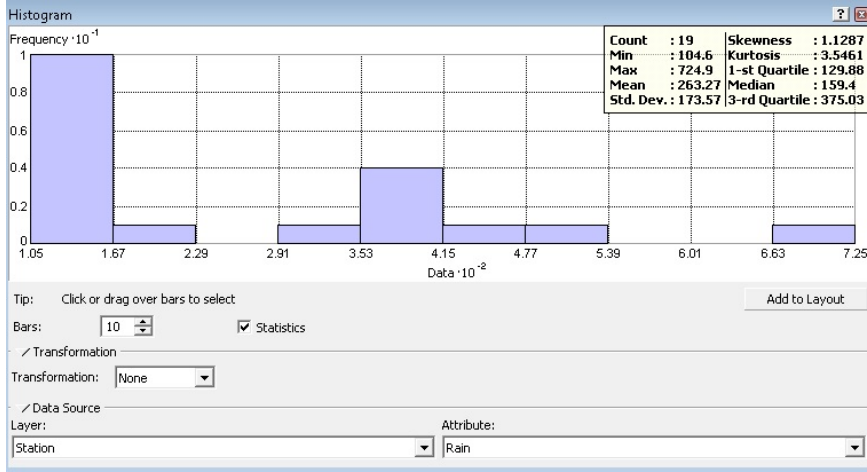 Histogram
Frequency ·10⁻¹
Count : 19 Skewness : 1.1287
Min : 104.6 Kurtosis : 3.5461
Max : 724.9 1-st Quartile : 129.88
Mean : 263.27 Median : 159.4
Std. Dev. : 173.57 3-rd Quartile : 375.03
1
0.8
0.6
0.4
0.2
0
1.05 1.67 2.29 2.91 3.53 4.15 4.77 5.39 6.01 6.63 7.25
Data ·10⁻²
Tip: Click or drag over bars to select
Add to Layout
Bars: 10 Statistics
Transformation
Transformation: None
Data Source
Layer: Attribute:
Station Rain